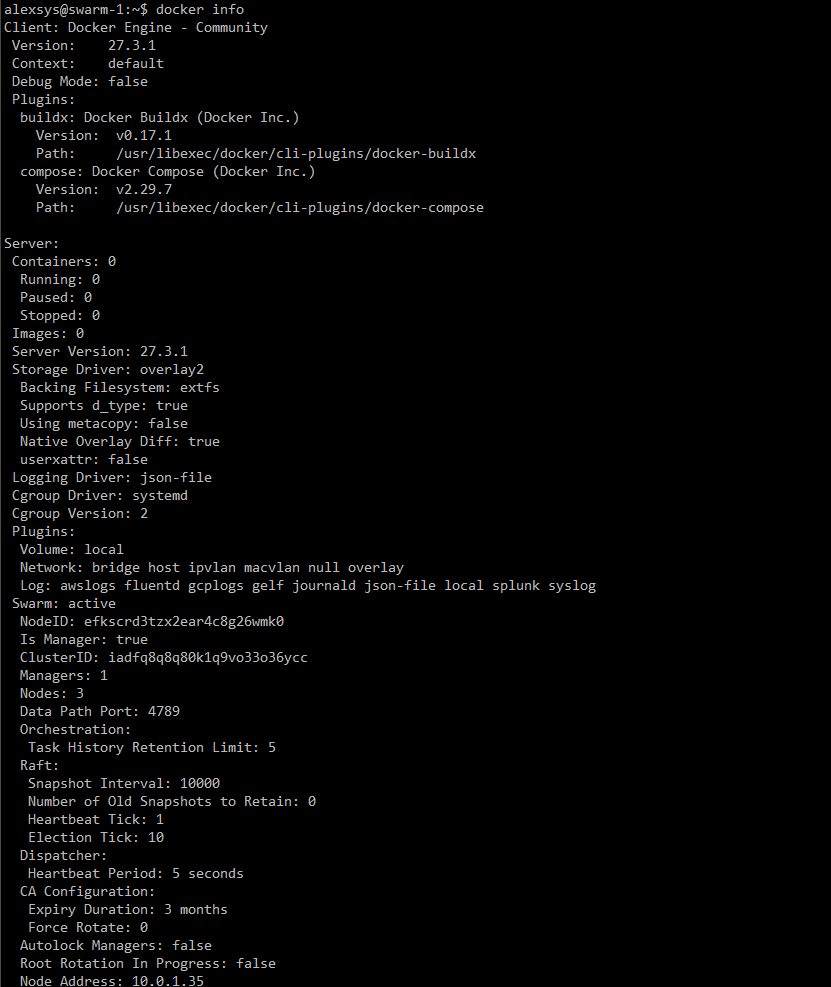 alexsys@swarm-1:~$ docker info
Client: Docker Engine - Community
 Version:    27.3.1
 Context:    default
 Debug Mode: false
 Plugins:
  buildx: Docker Buildx (Docker Inc.)
    Version:  v0.17.1
    Path:     /usr/libexec/docker/cli-plugins/docker-buildx
  compose: Docker Compose (Docker Inc.)
    Version:  v2.29.7
    Path:     /usr/libexec/docker/cli-plugins/docker-compose

Server:
 Containers: 0
  Running: 0
  Paused: 0
  Stopped: 0
 Images: 0
 Server Version: 27.3.1
 Storage Driver: overlay2
  Backing Filesystem: extfs
  Supports d_type: true
  Using metacopy: false
  Native Overlay Diff: true
  userxattr: false
 Logging Driver: json-file
 Cgroup Driver: systemd
 Cgroup Version: 2
 Plugins:
  Volume: local
  Network: bridge host ipvlan macvlan null overlay
  Log: awslogs fluentd gcplogs gelf journald json-file local splunk syslog
 Swarm: active
  NodeID: efkscrd3tzx2ear4c8g26wmk0
  Is Manager: true
  ClusterID: iadfq8q8q80k1q9vo33o36ycc
  Managers: 1
  Nodes: 3
  Data Path Port: 4789
  Orchestration:
   Task History Retention Limit: 5
  Raft:
   Snapshot Interval: 10000
   Number of Old Snapshots to Retain: 0
   Heartbeat Tick: 1
   Election Tick: 10
  Dispatcher:
   Heartbeat Period: 5 seconds
  CA Configuration:
   Expiry Duration: 3 months
   Force Rotate: 0
  Autolock Managers: false
  Root Rotation In Progress: false
  Node Address: 10.0.1.35